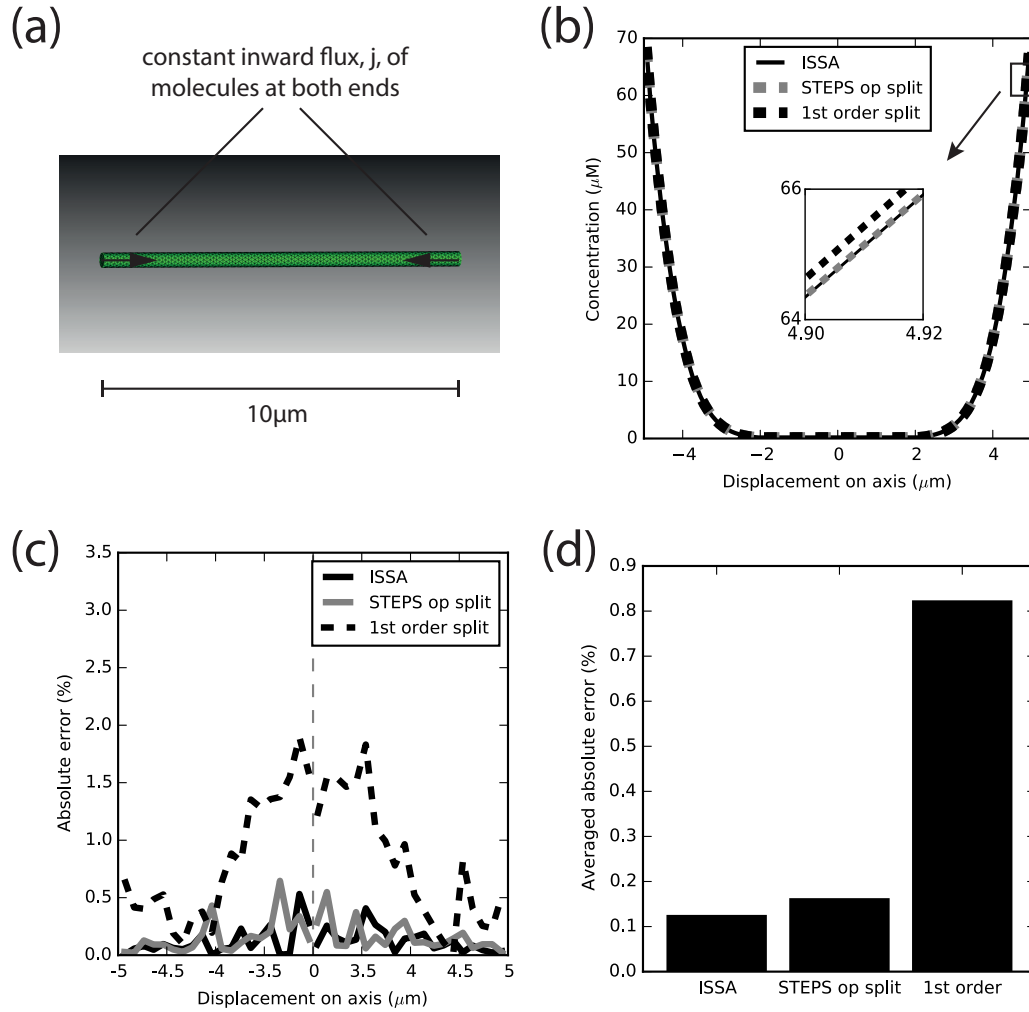 (a)
constant inward flux, j, of
molecules at both ends
10μm
(b)
70
60
50
40
30
20
10
0
Concentration (μM)
ISSA
STEPS op split
1st order split
66
64
4.90
4.92
−4
−2
0
2
4
Displacement on axis (μm)
(c)
3.5
3.0
2.5
2.0
1.5
1.0
0.5
0.0
Absolute error (%)
ISSA
STEPS op split
1st order split
-5
-4.5
-3.5
0
3.5
4.5
5
Displacement on axis (μm)
(d)
0.9
0.8
0.7
0.6
0.5
0.4
0.3
0.2
0.1
0.0
Averaged absolute error (%)
ISSA
STEPS op split
1st order